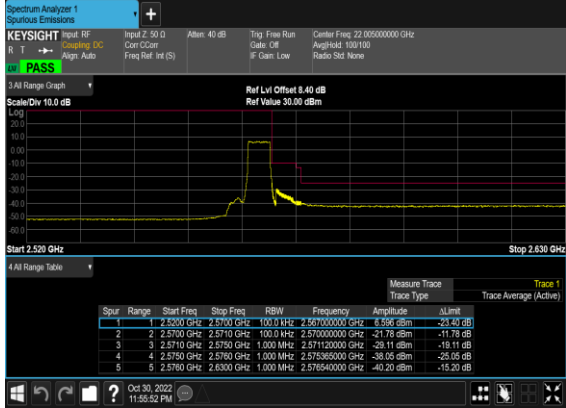 Spectrum Analyzer 1
Spurious Emissions
+
KEYSIGHT Input: RF Input Z: 50 Ω Atten: 40 dB Trig: Free Run Center Freq: 22.005000000 GHz
R T Coupling: DC Corr CCorr Gate: Off Avg|Hold: 100/100
Align: Auto Freq Ref: Int (S) IF Gain: Low Radio Std: None
PASS
3 All Range Graph
Ref Lvl Offset 8.40 dB
Scale/Div 10.0 dB Ref Value 30.00 dBm
Log
20.0
10.0
0.00
-10.0
-20.0
-30.0
-40.0
-50.0
-60.0
Start 2.520 GHz Stop 2.630 GHz
4 All Range Table
Measure Trace Trace 1
Trace Type Trace Average (Active)
Spur Range Start Freq Stop Freq RBW Frequency Amplitude ΔLimit
1 1 2.5200 GHz 2.5700 GHz 100.0 kHz 2.567000000 GHz 6.596 dBm -23.40 dB
2 2 2.5700 GHz 2.5710 GHz 100.0 kHz 2.570000000 GHz -21.78 dBm -11.78 dB
3 3 2.5710 GHz 2.5750 GHz 1.000 MHz 2.571120000 GHz -29.11 dBm -19.11 dB
4 4 2.5750 GHz 2.5760 GHz 1.000 MHz 2.575365000 GHz -38.05 dBm -25.05 dB
5 5 2.5760 GHz 2.6300 GHz 1.000 MHz 2.576540000 GHz -40.20 dBm -15.20 dB
? Oct 30, 2022
11:55:52 PM